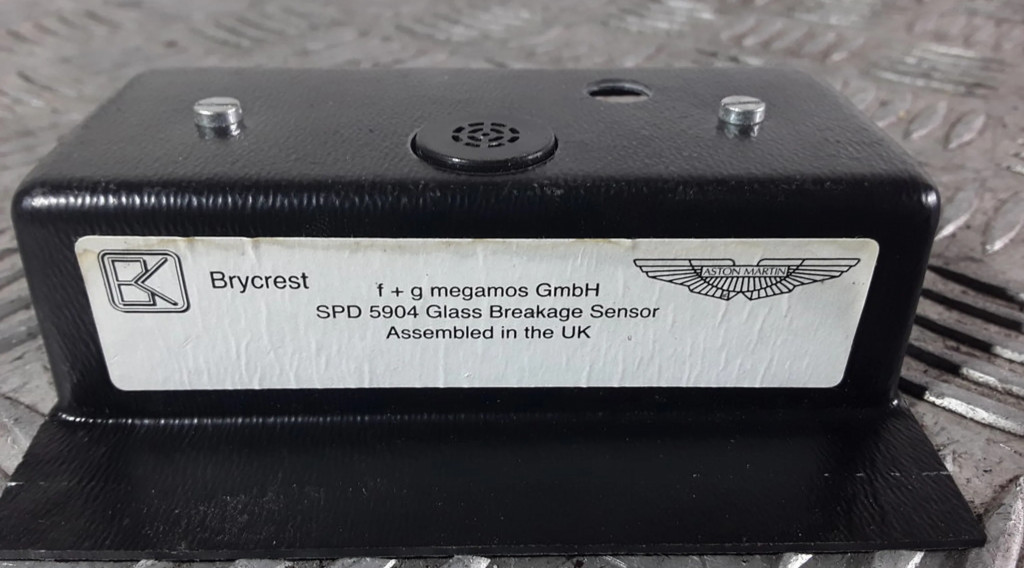 Brycrest
f + g megamos GmbH
SPD 5904 Glass Breakage Sensor
Assembled in the UK
ASTON MARTIN